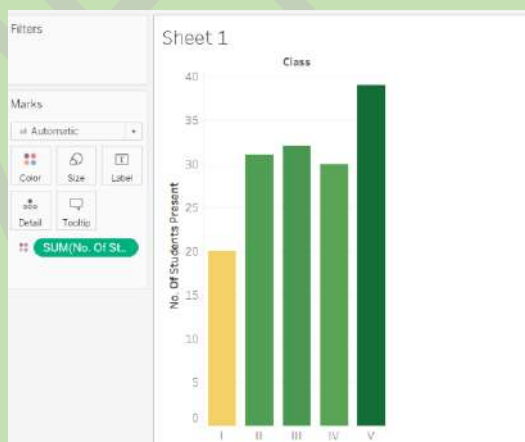 Filters
Marks
Automatic
Color
Size
Label
Detail
Tooltip
SUM(No. Of St..
Sheet 1
Class
No. Of Students Present
40
35
30
25
20
15
10
5
0
I
II
III
IV
V